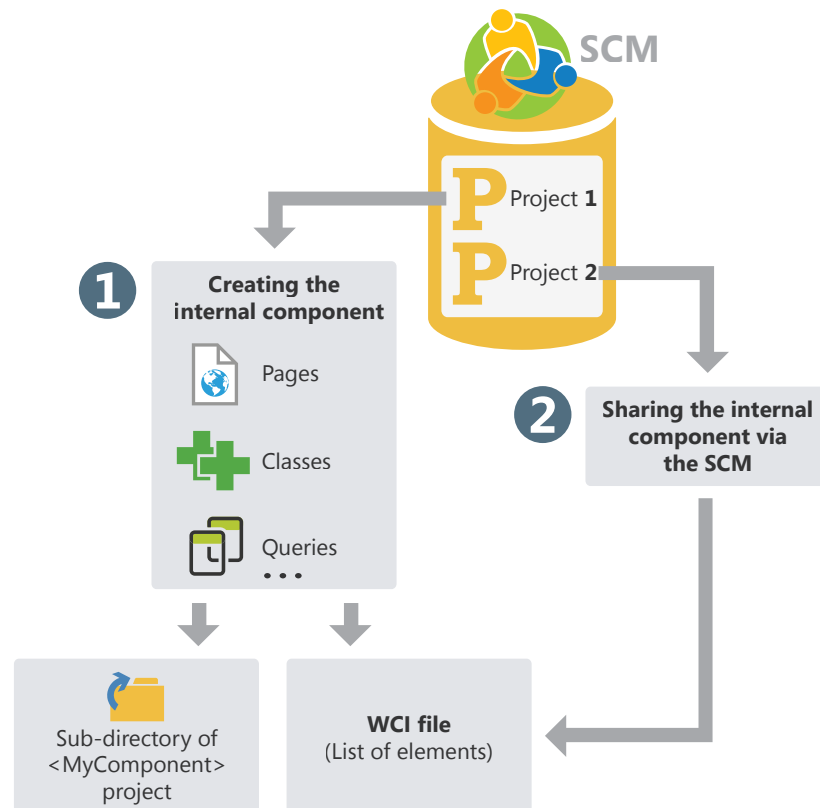 SCM
P Project 1
P Project 2
1
Creating the
internal component
Pages
Classes
Queries
...
2
Sharing the internal
component via
the SCM
Sub-directory of
<MyComponent>
project
WCI file
(List of elements)